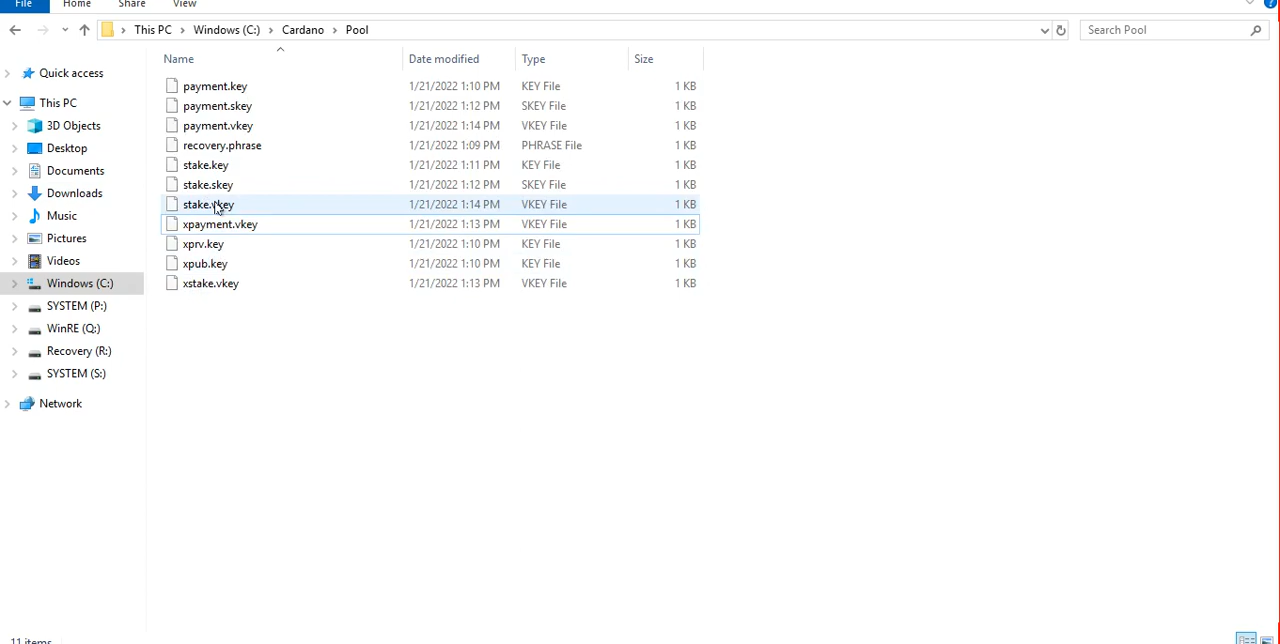 File Home Share View
This PC Windows (C:) Cardano Pool Search Pool
Name Date modified Type Size
Quick access
This PC
3D Objects
Desktop
Documents
Downloads
Music
Pictures
Videos
Windows (C:)
SYSTEM (P:)
WinRE (Q:)
Recovery (R:)
SYSTEM (S:)
Network
payment.key 1/21/2022 1:10 PM KEY File 1 KB
payment.skey 1/21/2022 1:12 PM SKEY File 1 KB
payment.vkey 1/21/2022 1:14 PM VKEY File 1 KB
recovery.phrase 1/21/2022 1:09 PM PHRASE File 1 KB
stake.key 1/21/2022 1:11 PM KEY File 1 KB
stake.skey 1/21/2022 1:12 PM SKEY File 1 KB
stake.vkey 1/21/2022 1:14 PM VKEY File 1 KB
xpayment.vkey 1/21/2022 1:13 PM VKEY File 1 KB
xprv.key 1/21/2022 1:10 PM KEY File 1 KB
xpub.key 1/21/2022 1:10 PM KEY File 1 KB
xstake.vkey 1/21/2022 1:13 PM VKEY File 1 KB
11 items